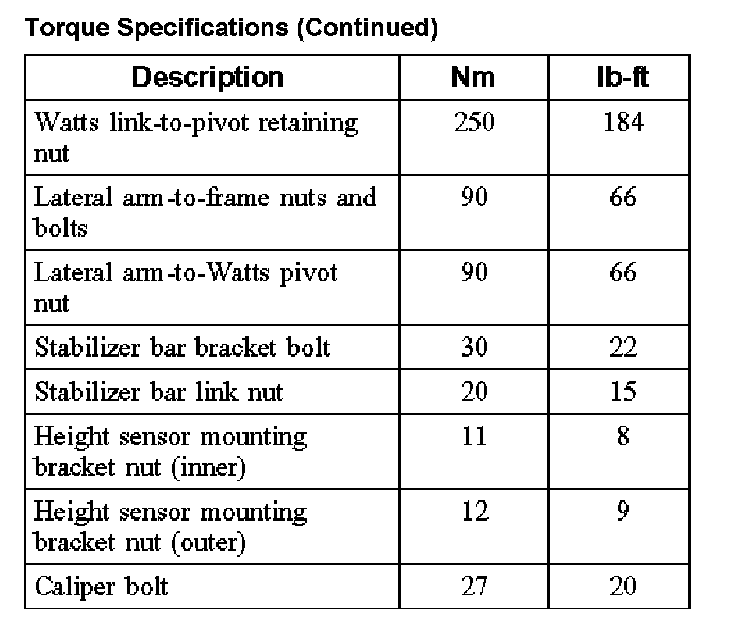 Torque Specifications (Continued)
Description Nm lb-ft
Watts link-to-pivot retaining 250 184
nut
Lateral arm-to-frame nuts and 90 66
bolts
Lateral arm-to-Watts pivot 90 66
nut
Stabilizer bar bracket bolt 30 22
Stabilizer bar link nut 20 15
Height sensor mounting 11 8
bracket nut (inner)
Height sensor mounting 12 9
bracket nut (outer)
Caliper bolt 27 20